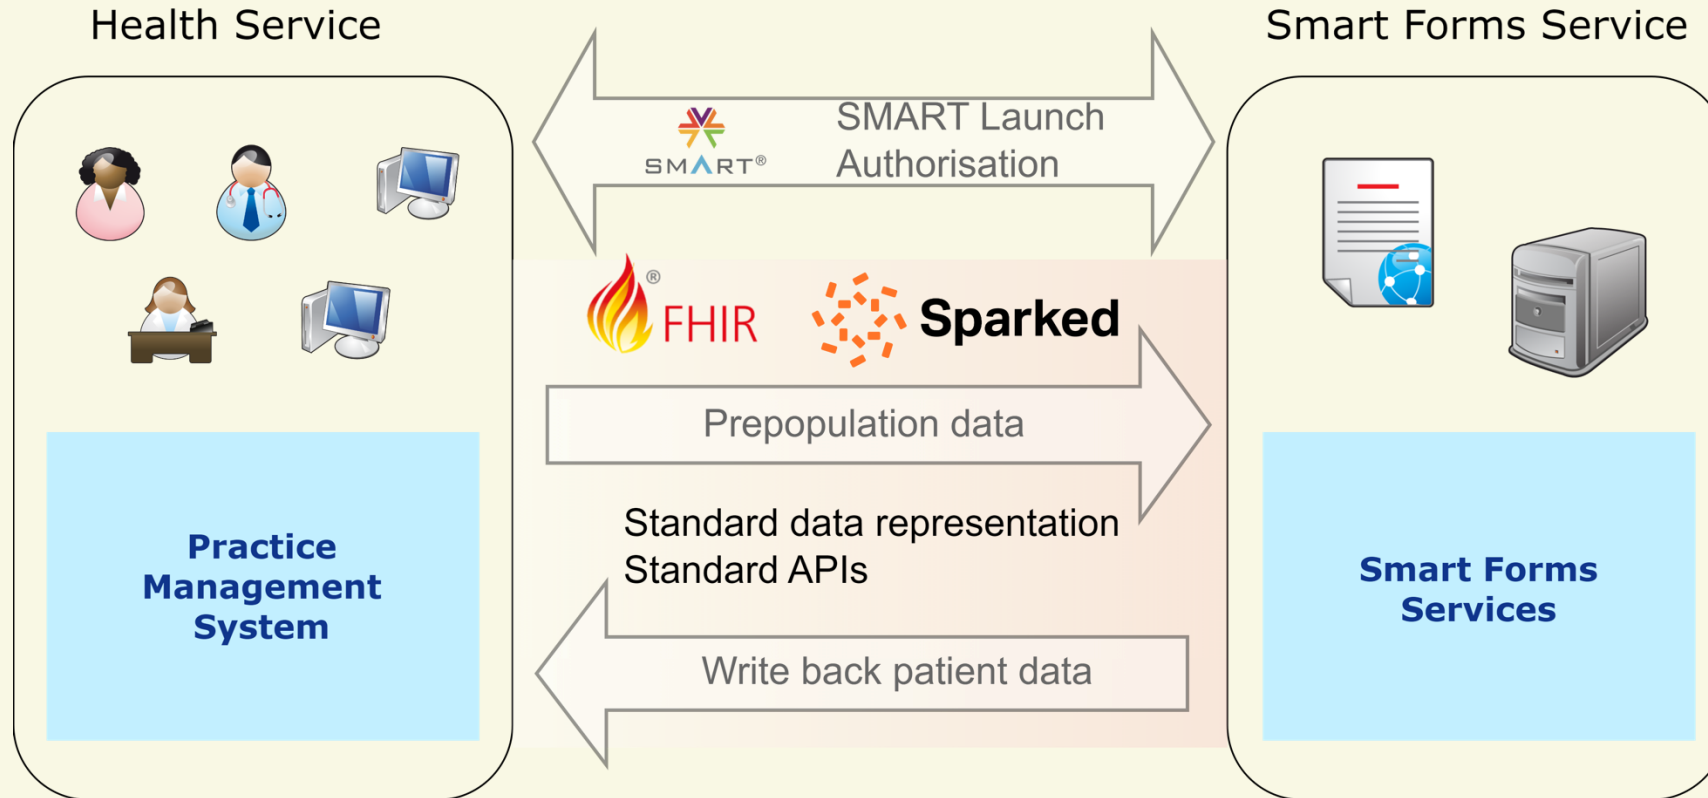 Health Service
Smart Forms Service
SMART®
SMART Launch
Authorisation
® FHIR
Sparked
Prepopulation data
Standard data representation
Standard APIs
Practice
Management
System
Smart Forms
Services
Write back patient data